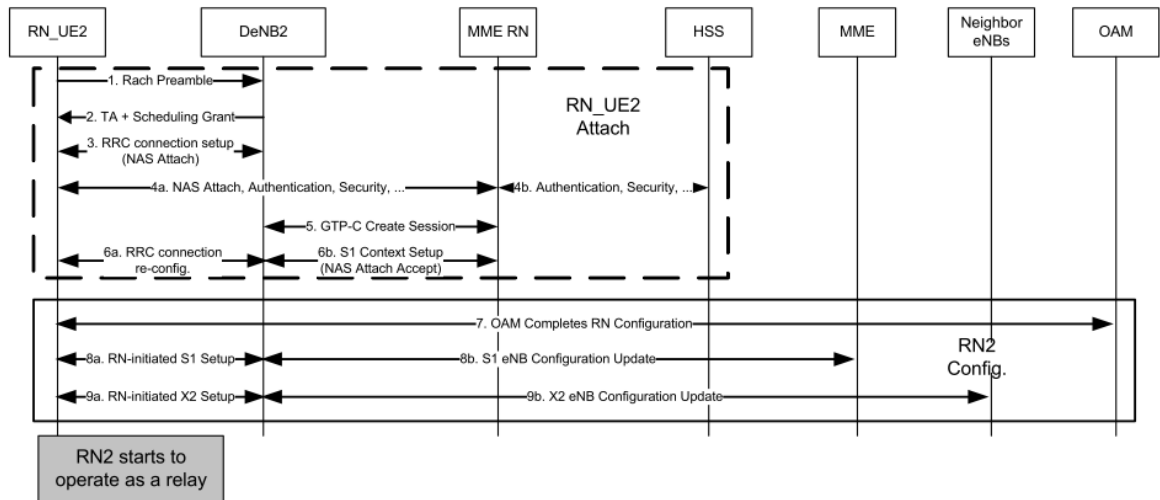 RN_UE2
DeNB2
MME RN
HSS
MME
Neighbor
eNBs
OAM
1. Rach Preamble
2. TA + Scheduling Grant
RN_UE2
Attach
3. RRC connection setup
(NAS Attach)
4a. NAS Attach, Authentication, Security, ...
4b. Authentication, Security, ...
5. GTP-C Create Session
6a. RRC connection
re-config.
6b. S1 Context Setup
(NAS Attach Accept)
7. OAM Completes RN Configuration
8a. RN-initiated S1 Setup
8b. S1 eNB Configuration Update
RN2
Config.
9a. RN-initiated X2 Setup
9b. X2 eNB Configuration Update
RN2 starts to
operate as a relay